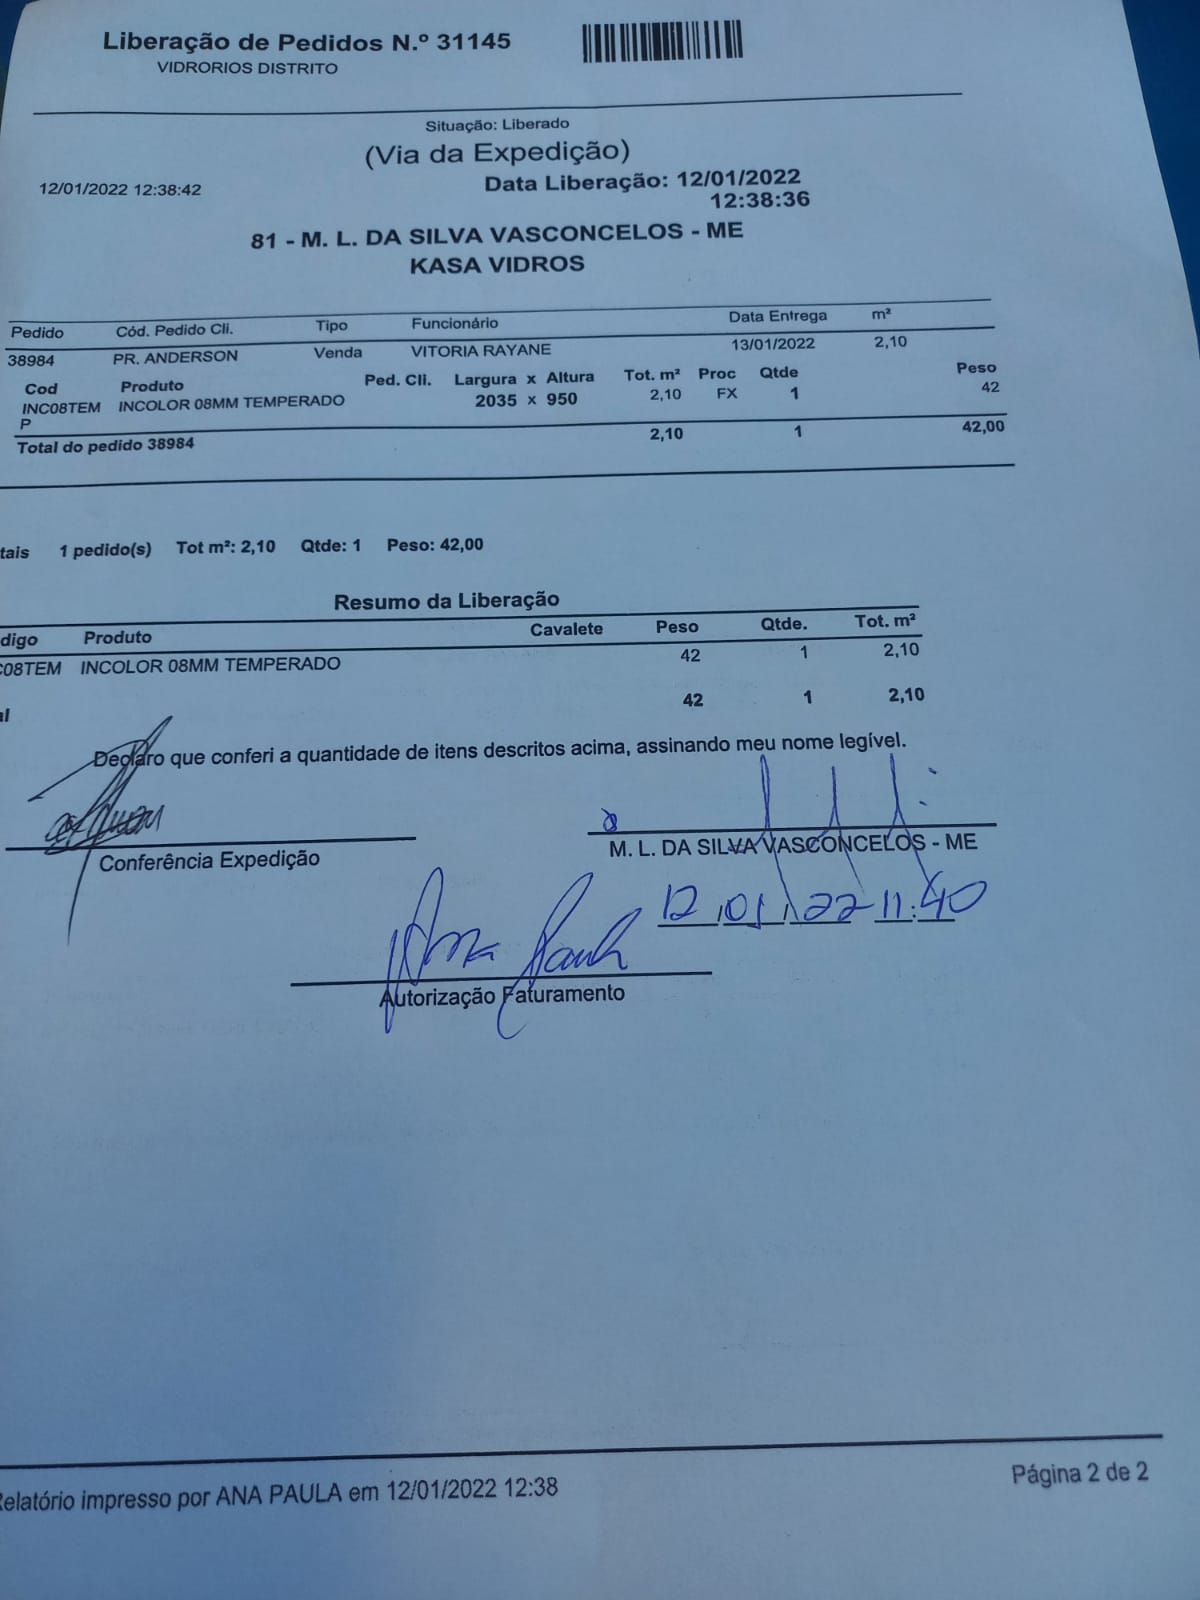 Liberação de Pedidos N.º 31145
VIDRORIOS DISTRITO
Situação: Liberado
(Via da Expedição)
12/01/2022 12:38:42 Data Liberação: 12/01/2022
12:38:36
81 - M. L. DA SILVA VASCONCELOS - ME
KASA VIDROS
Pedido Cód. Pedido Cli. Tipo Funcionário Data Entrega m²
38984 PR. ANDERSON Venda VITORIA RAYANE 13/01/2022 2,10
Cod Produto Ped. Cli. Largura x Altura Tot. m² Proc Qtde Peso
INC08TEM INCOLOR 08MM TEMPERADO 2035 x 950 2,10 FX 1 42
P
Total do pedido 38984 2,10 1 42,00
tais 1 pedido(s) Tot m²: 2,10 Qtde: 1 Peso: 42,00
Resumo da Liberação
digo Produto Cavalete Peso Qtde. Tot. m²
C08TEM INCOLOR 08MM TEMPERADO 42 1 2,10
al 42 1 2,10
Declaro que conferi a quantidade de itens descritos acima, assinando meu nome legível.
Conferência Expedição M. L. DA SILVA VASCONCELOS - ME
12/01/22 11:40
Ana Paula
Autorização Faturamento
Relatório impresso por ANA PAULA em 12/01/2022 12:38 Página 2 de 2